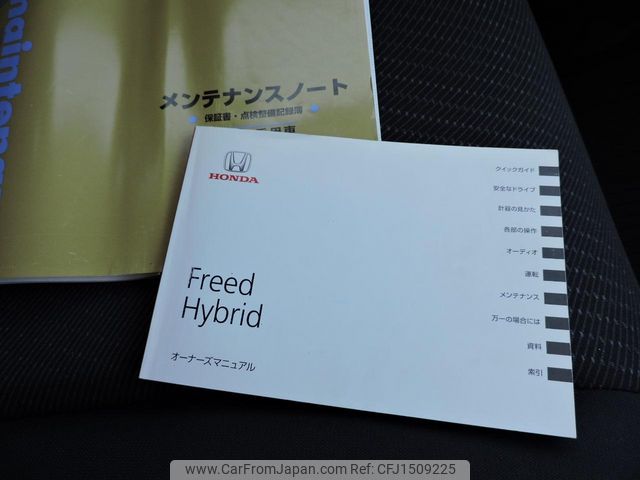 maintenan
メンテナンスノート
保証書・点検整備記録簿
HONDA
クイックガイド
安全なドライブ
計器の見かた
各部の操作
オーディオ
運転
メンテナンス
万一の場合には
資料
索引
Freed
Hybrid
オーナーズマニュアル
www.CarFromJapan.com CFJ1509225